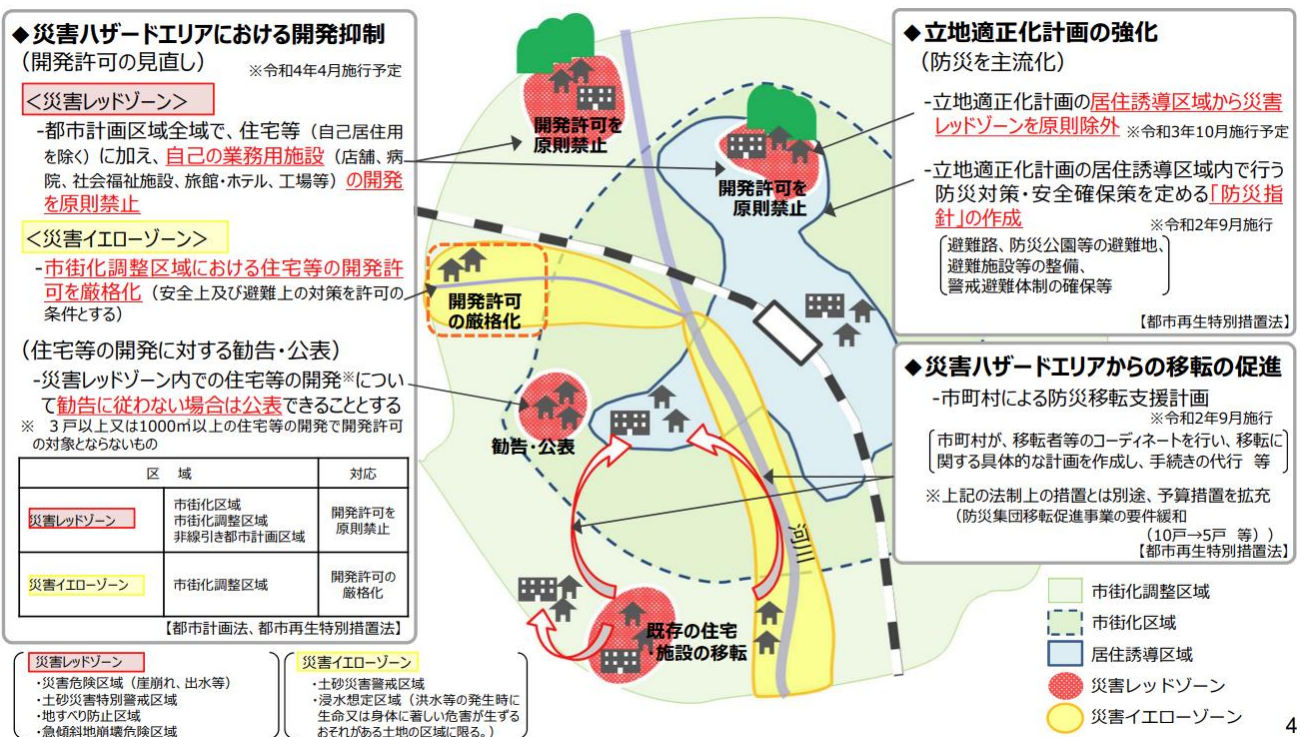 ◆災害ハザードエリアにおける開発抑制
(開発許可の見直し)
※令和4年4月施行予定
<災害レッドゾーン>
-都市計画区域全域で、住宅等（自己居住用
を除く）に加え、自己の業務用施設（店舗、病
院、社会福祉施設、旅館・ホテル、工場等）の開発
を原則禁止
<災害イエローゾーン>
-市街化調整区域における住宅等の開発許
可を厳格化（安全上及び避難上の対策を許可の
条件とする）
(住宅等の開発に対する勧告・公表)
-災害レッドゾーン内での住宅等の開発※につい
て勧告に従わない場合は公表できることとする
※ 3戸以上又は1000㎡以上の住宅等の開発で開発許可
の対象とならないもの
区 域
対応
災害レッドゾーン
市街化区域
市街化調整区域
非線引き都市計画区域
開発許可を
原則禁止
災害イエローゾーン
市街化調整区域
開発許可の
厳格化
【都市計画法、都市再生特別措置法】
災害レッドゾーン
・災害危険区域（崖崩れ、出水等）
・土砂災害特別警戒区域
・地すべり防止区域
・急傾斜地崩壊危険区域
災害イエローゾーン
・土砂災害警戒区域
・浸水想定区域（洪水等の発生時に
生命又は身体に著しい危害が生ずる
おそれがある土地の区域に限る。）
開発許可を
原則禁止
開発許可を
原則禁止
開発許可
の厳格化
勧告・公表
河川
既存の住宅
・施設の移転
◆立地適正化計画の強化
(防災を主流化)
-立地適正化計画の居住誘導区域から災害
レッドゾーンを原則除外 ※令和3年10月施行予定
-立地適正化計画の居住誘導区域内で行う
防災対策・安全確保策を定める「防災指
針」の作成
※令和2年9月施行
避難路、防災公園等の避難地、
避難施設等の整備、
警戒避難体制の確保等
【都市再生特別措置法】
◆災害ハザードエリアからの移転の促進
-市町村による防災移転支援計画
※令和2年9月施行
市町村が、移転者等のコーディネートを行い、移転に
関する具体的な計画を作成し、手続きの代行 等
※上記の法制上の措置とは別途、予算措置を拡充
（防災集団移転促進事業の要件緩和
（10戸→5戸 等））
【都市再生特別措置法】
市街化調整区域
市街化区域
居住誘導区域
災害レッドゾーン
災害イエローゾーン
4